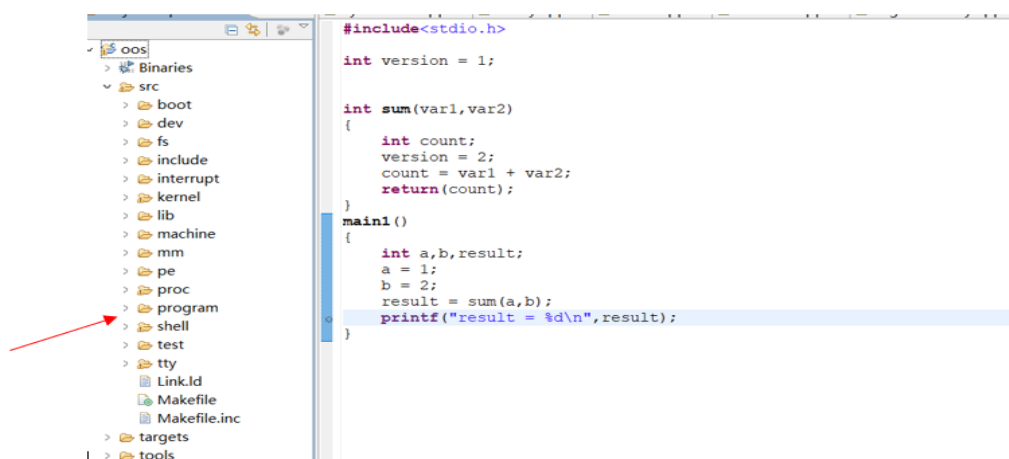 oos
Binaries
src
boot
dev
fs
include
interrupt
kernel
lib
machine
mm
pe
proc
program
shell
test
tty
Link.ld
Makefile
Makefile.inc
targets
tools
#include<stdio.h>
int version = 1;
int sum(var1,var2)
{
int count;
version = 2;
count = var1 + var2;
return(count);
}
main1()
{
int a,b,result;
a = 1;
b = 2;
result = sum(a,b);
printf("result = %d\n",result);
}